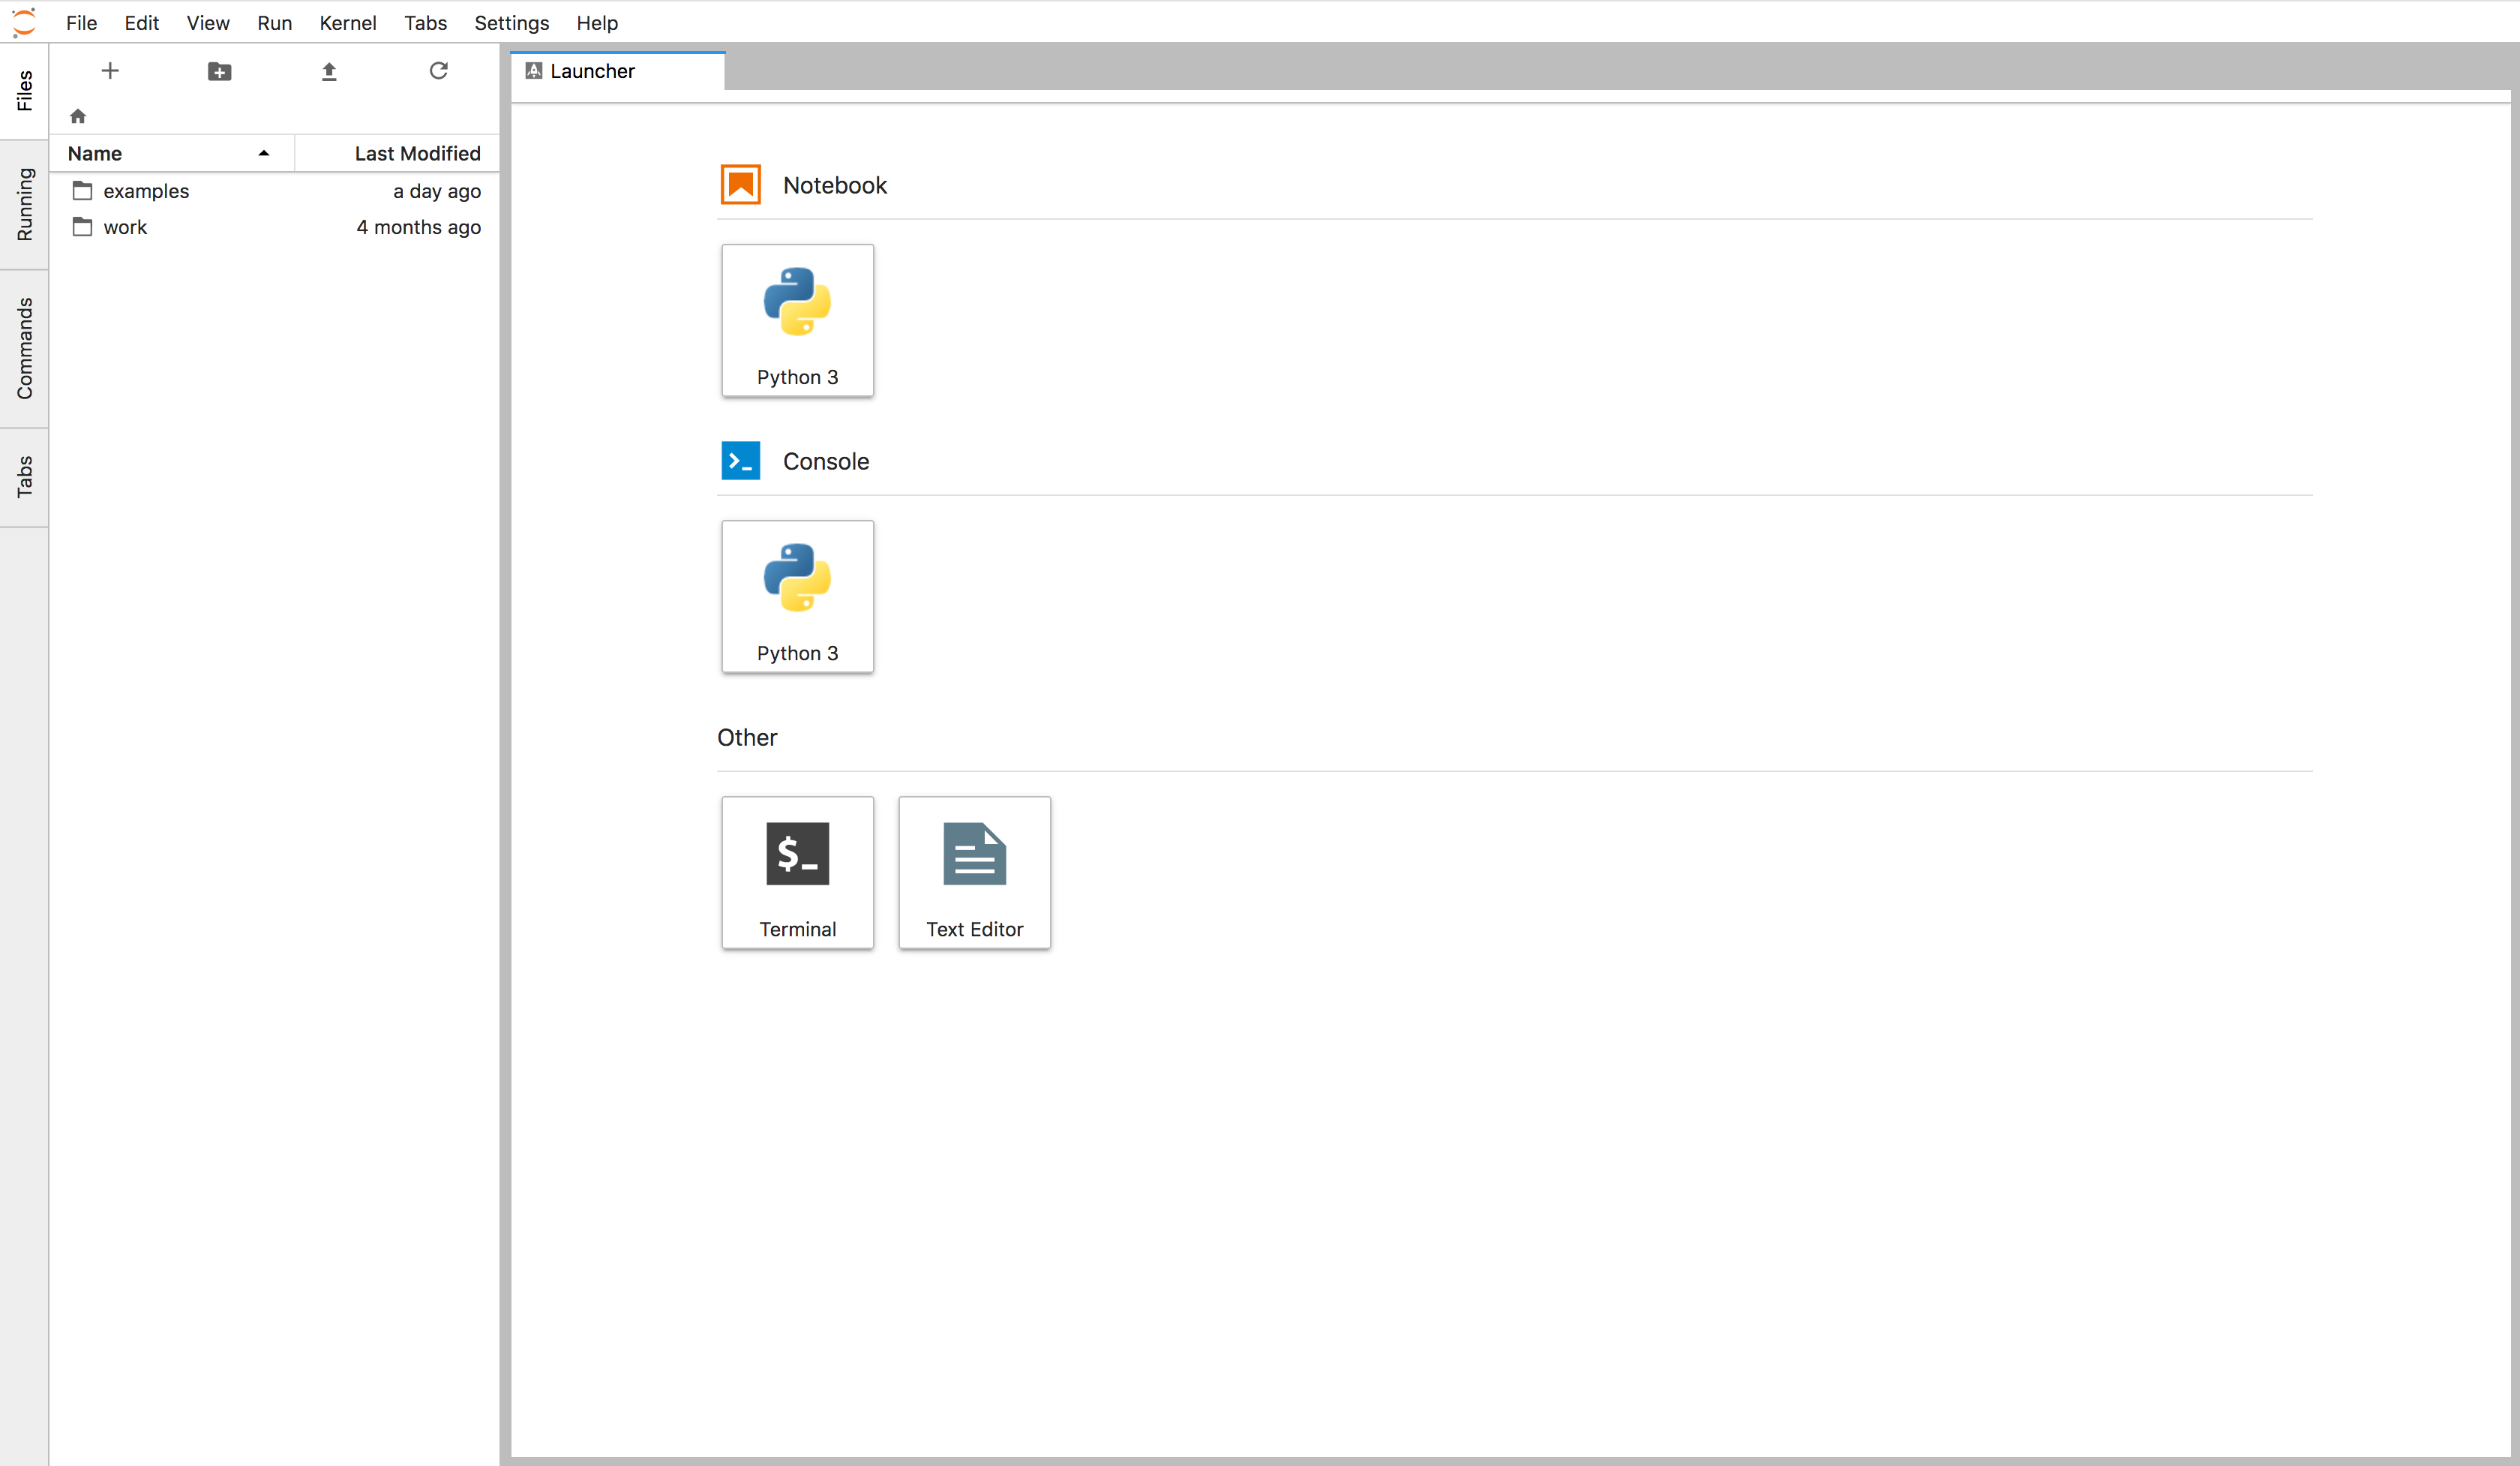 File Edit View Run Kernel Tabs Settings Help
Files
Running
Commands
Tabs
Name Last Modified
examples a day ago
work 4 months ago
Launcher
Notebook
Python 3
Console
Python 3
Other
$_
Terminal Text Editor